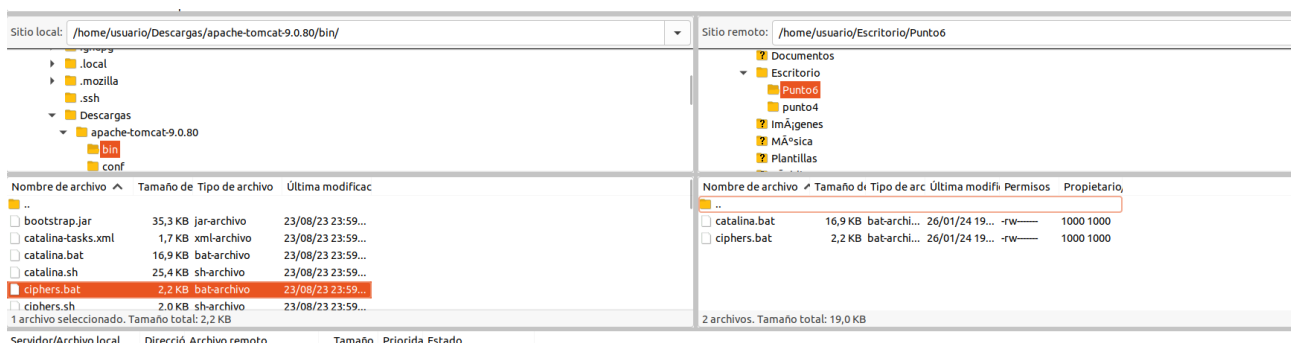 Sitio local: /home/usuario/Descargas/apache-tomcat-9.0.80/bin/
.local
.mozilla
.ssh
Descargas
apache-tomcat-9.0.80
bin
conf
Nombre de archivo Tamaño de Tipo de archivo Última modificac
..
bootstrap.jar 35,3 KB jar-archivo 23/08/23 23:59...
catalina-tasks.xml 1,7 KB xml-archivo 23/08/23 23:59...
catalina.bat 16,9 KB bat-archivo 23/08/23 23:59...
catalina.sh 25,4 KB sh-archivo 23/08/23 23:59...
ciphers.bat 2,2 KB bat-archivo 23/08/23 23:59...
ciphers.sh 2,0 KB sh-archivo 23/08/23 23:59...
1 archivo seleccionado. Tamaño total: 2,2 KB
Sitio remoto: /home/usuario/Escritorio/Punto6
? Documentos
Escritorio
Punto6
punto4
? ImÃ¡genes
? MÃºsica
? Plantillas
Nombre de archivo Tamaño de Tipo de arc Última modifi Permisos Propietario/
..
catalina.bat 16,9 KB bat-archi... 26/01/24 19... -rw------- 1000 1000
ciphers.bat 2,2 KB bat-archi... 26/01/24 19... -rw------- 1000 1000
2 archivos. Tamaño total: 19,0 KB
Servidor/Archivo local Direcció Archivo remoto Tamaño Priorida Estado